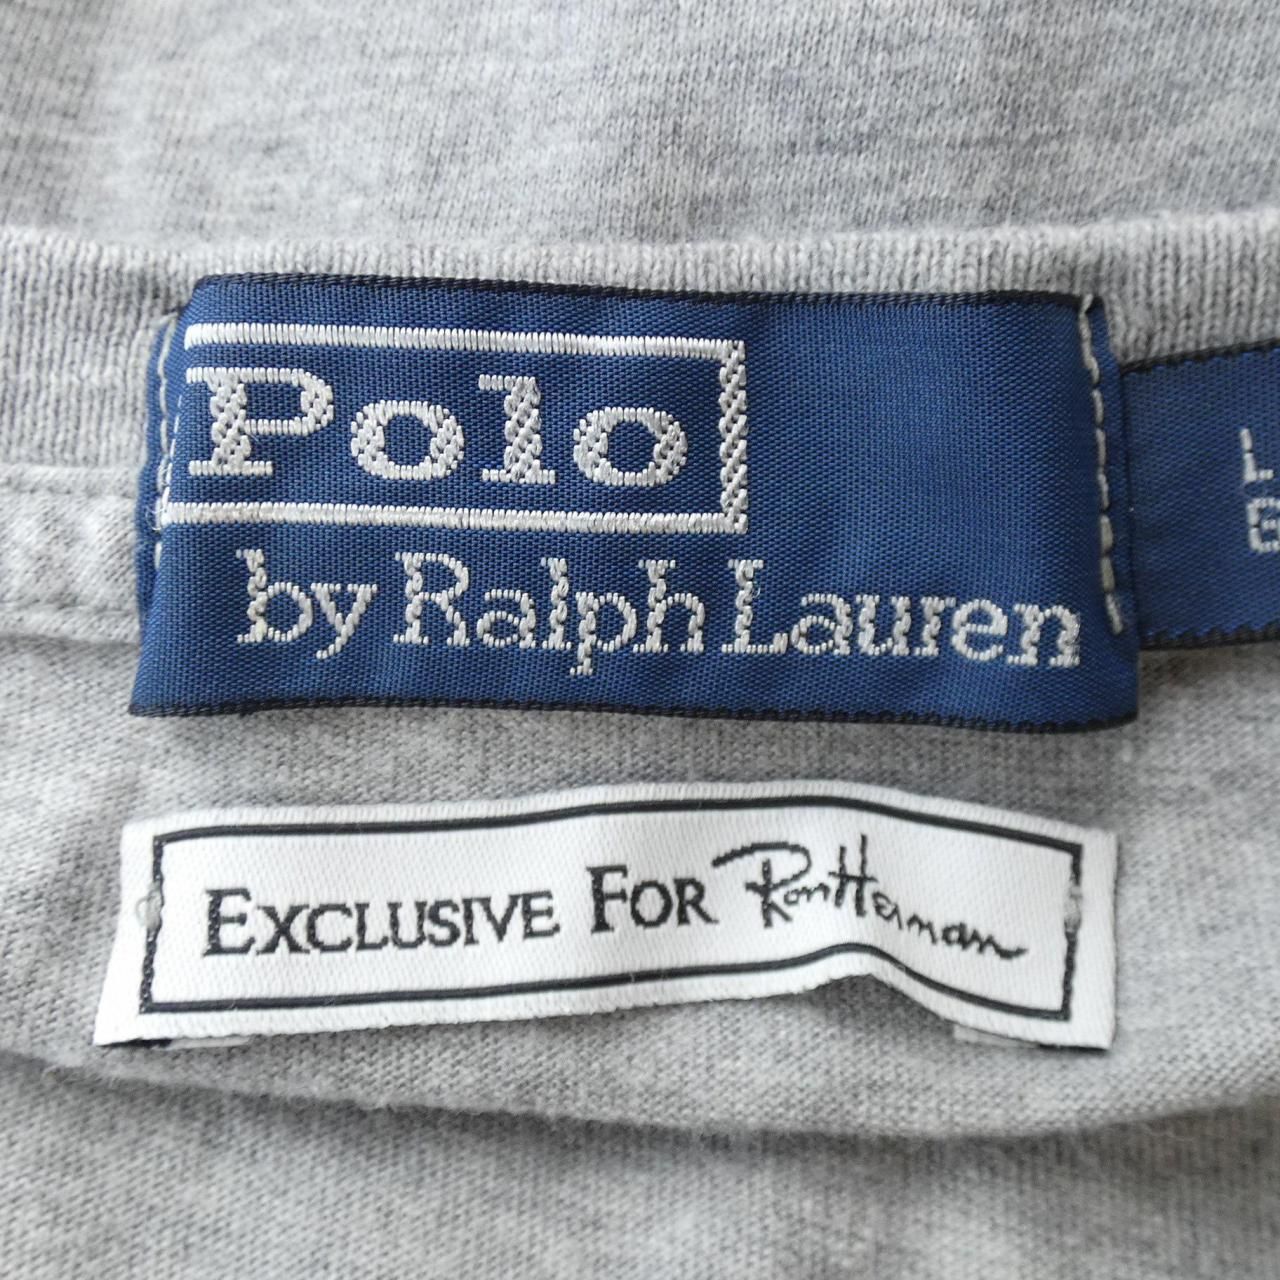 Polo
by Ralph Lauren
L
G
EXCLUSIVE FOR Ron Herman